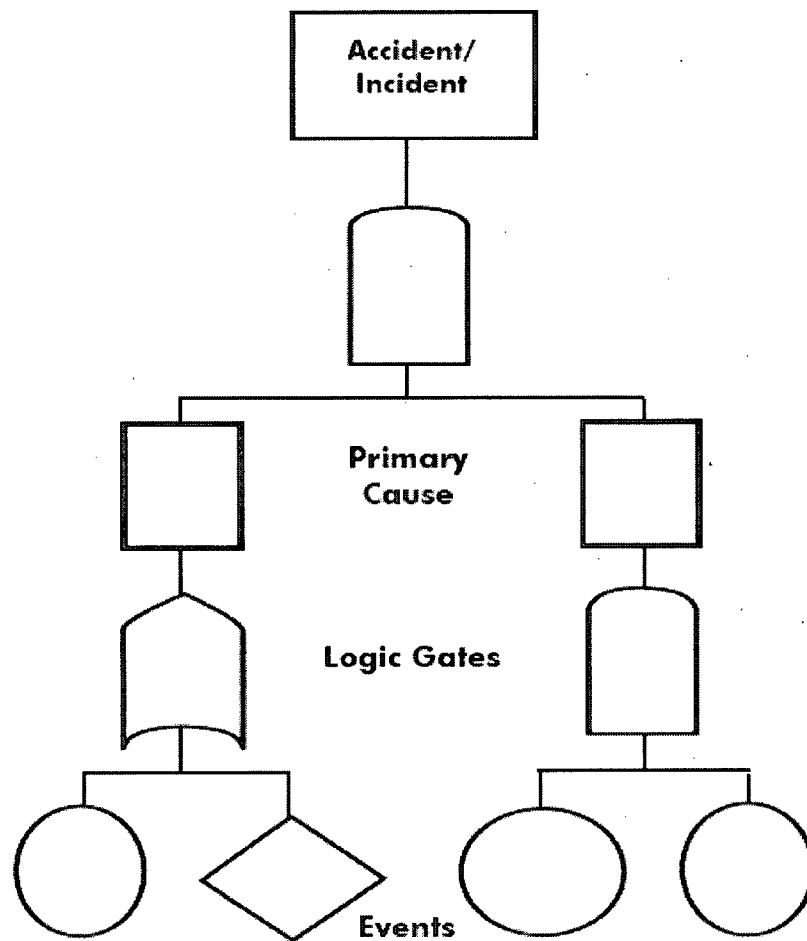 Accident/
Incident
Primary
Cause
Logic Gates
Events